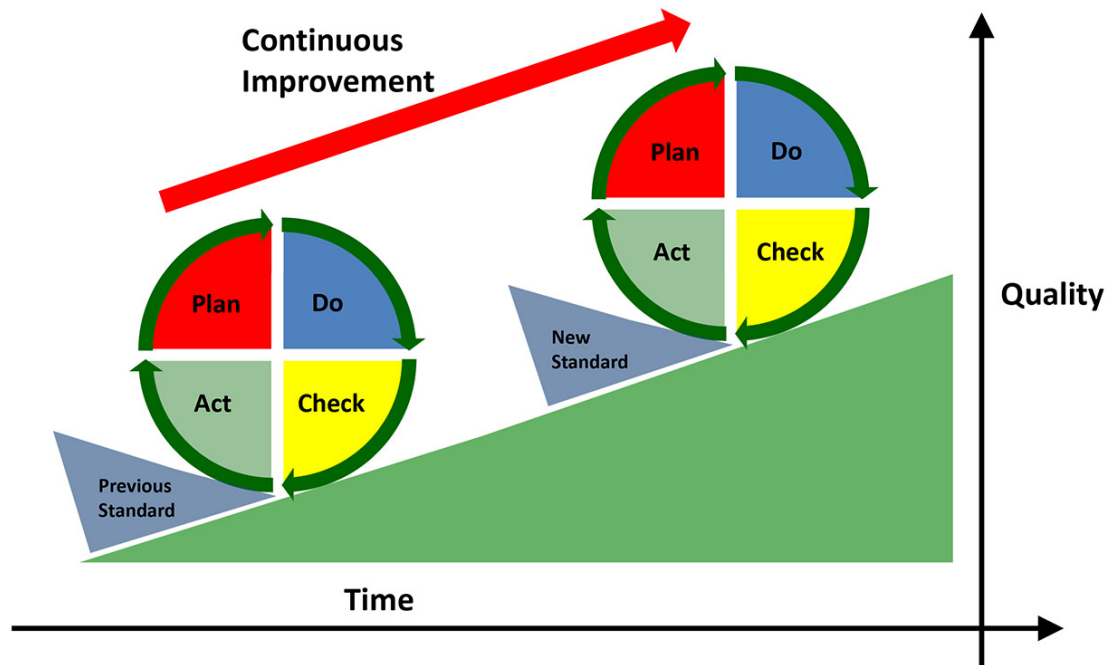 Continuous
Improvement
Plan
Do
Act
Check
New
Standard
Quality
Plan
Do
Act
Check
Previous
Standard
Time